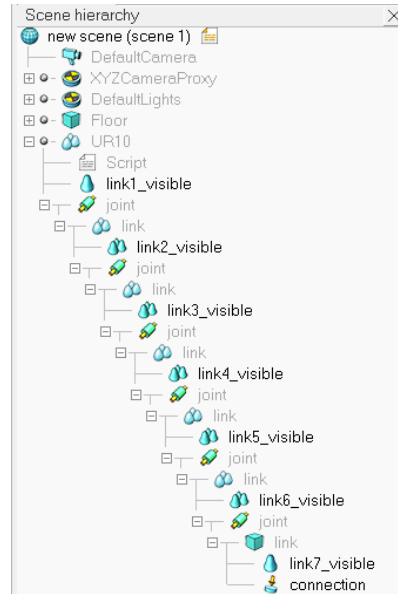 Scene hierarchy
new scene (scene 1)
DefaultCamera
XYZCameraProxy
DefaultLights
Floor
UR10
Script
link1_visible
joint
link
link2_visible
joint
link
link3_visible
joint
link
link4_visible
joint
link
link5_visible
joint
link
link6_visible
joint
link
link7_visible
connection